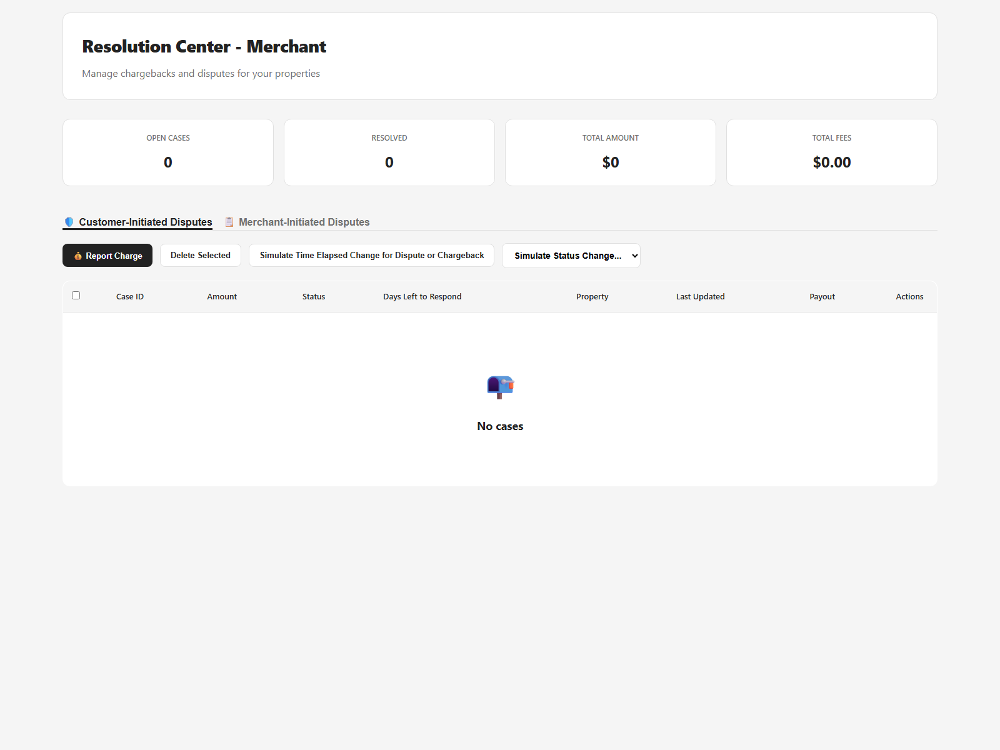 Resolution Center - Merchant
Manage chargebacks and disputes for your properties
OPEN CASES
0
RESOLVED
0
TOTAL AMOUNT
$0
TOTAL FEES
$0.00
Customer-Initiated Disputes
Merchant-Initiated Disputes
Report Charge
Delete Selected
Simulate Time Elapsed Change for Dispute or Chargeback
Simulate Status Change...
Case ID
Amount
Status
Days Left to Respond
Property
Last Updated
Payout
Actions
No cases